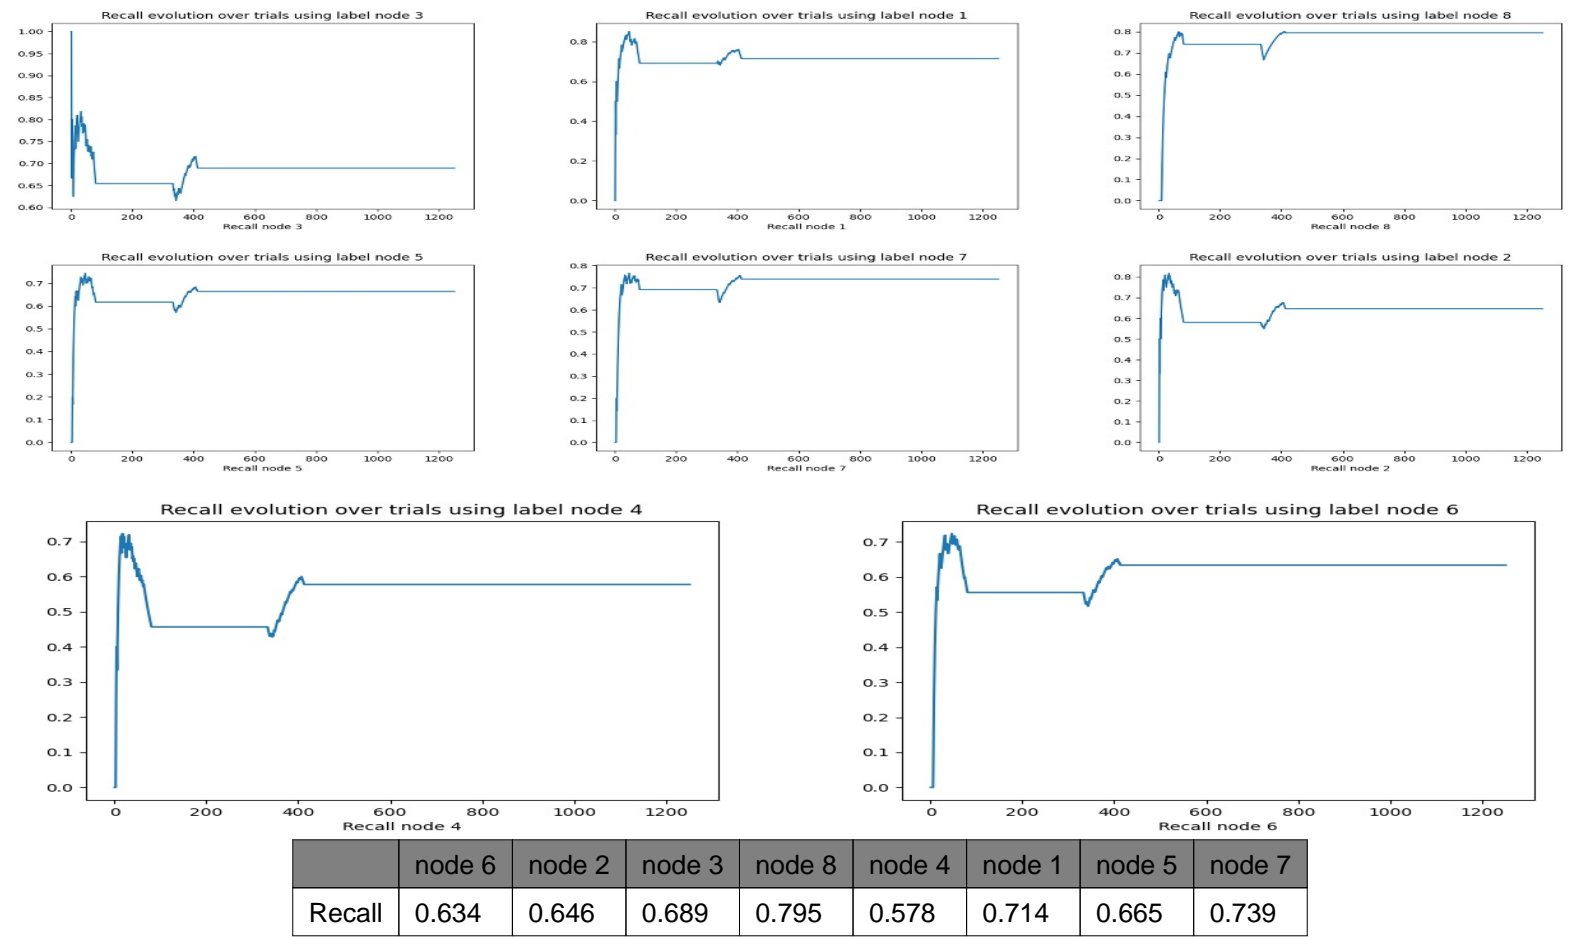 Recall evolution over trials using label node 3
1.00
0.95
0.90
0.85
0.80
0.75
0.70
0.65
0.60
0 200 400 600 800 1000 1200
Recall node 3
Recall evolution over trials using label node 1
0.8
0.6
0.4
0.2
0.0
0 200 400 600 800 1000 1200
Recall node 1
Recall evolution over trials using label node 8
0.8
0.7
0.6
0.5
0.4
0.3
0.2
0.1
0.0
0 200 400 600 800 1000 1200
Recall node 8
Recall evolution over trials using label node 5
0.7
0.6
0.5
0.4
0.3
0.2
0.1
0.0
0 200 400 600 800 1000 1200
Recall node 5
Recall evolution over trials using label node 7
0.8
0.7
0.6
0.5
0.4
0.3
0.2
0.1
0.0
0 200 400 600 800 1000 1200
Recall node 7
Recall evolution over trials using label node 2
0.8
0.7
0.6
0.5
0.4
0.3
0.2
0.1
0.0
0 200 400 600 800 1000 1200
Recall node 2
Recall evolution over trials using label node 4
0.7
0.6
0.5
0.4
0.3
0.2
0.1
0.0
0 200 400 600 800 1000 1200
Recall node 4
Recall evolution over trials using label node 6
0.7
0.6
0.5
0.4
0.3
0.2
0.1
0.0
0 200 400 600 800 1000 1200
Recall node 6
node 6 node 2 node 3 node 8 node 4 node 1 node 5 node 7
Recall 0.634 0.646 0.689 0.795 0.578 0.714 0.665 0.739